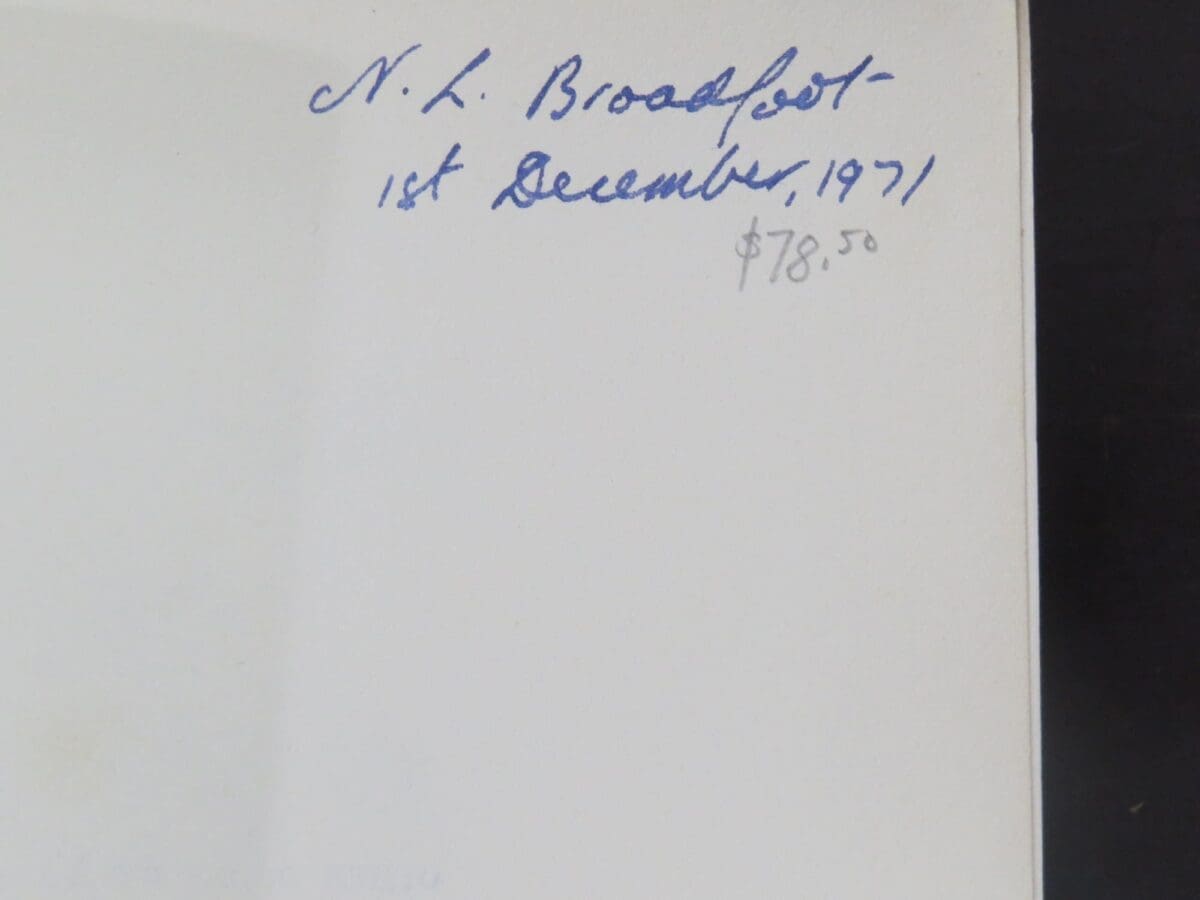 N. L. Broadfoot
1st December, 1971
$78.50